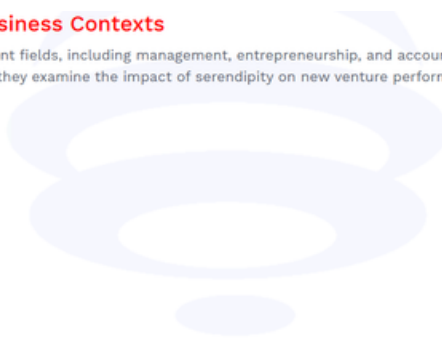 siness Contexts
nt fields, including management, entrepreneurship, and accou
they examine the impact of serendipity on new venture perform